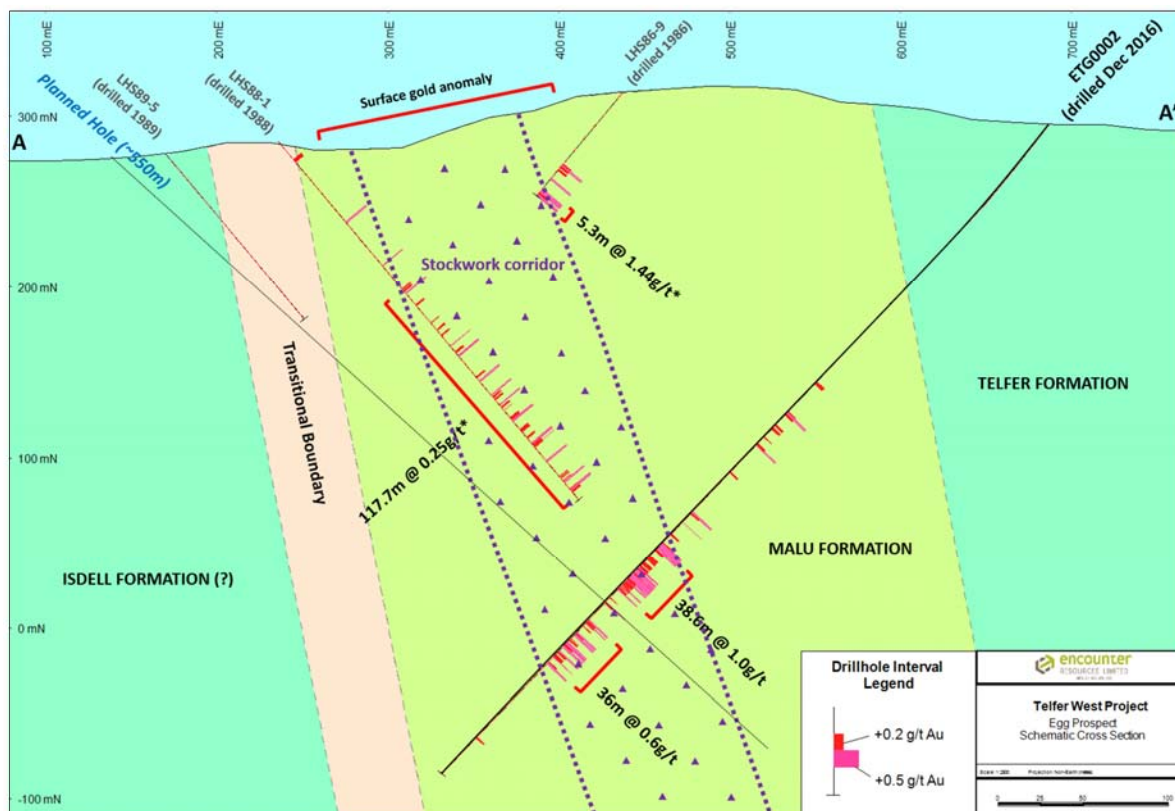 100 mE
200 mE
300 mE
400 mE
500 mE
600 mE
700 mE
LHS89-5
(drilled 1989)
LHS88-1
(drilled 1988)
LHS86-9
(drilled 1986)
ETG0002
(drilled Dec 2016)
Planned Hole (~550m)
Surface gold anomaly
A
A'
300 mN
200 mN
100 mN
0 mN
-100 mN
Stockwork corridor
5.3m @ 1.44g/t*
117.7m @ 0.25g/t*
38.6m @ 1.0g/t
36m @ 0.6g/t
Transitional Boundary
ISDELL FORMATION (?)
MALU FORMATION
TELFER FORMATION
Drillhole Interval
Legend
+0.2 g/t Au
+0.5 g/t Au
encounter
RESOURCES LIMITED
Telfer West Project
Egg Prospect
Schematic Cross Section
0 25 50 100